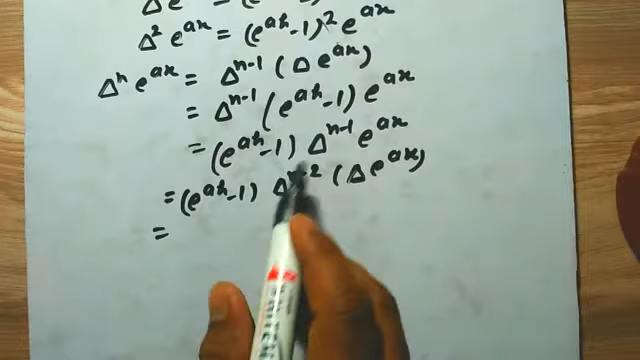 Δ² e^{ax} = (e^{ah}-1)² e^{ax}
Δⁿ e^{ax} = Δ^{n-1} (Δ e^{ax})
= Δ^{n-1} (e^{ah}-1) e^{ax}
= (e^{ah}-1) Δ^{n-1} e^{ax}
= (e^{ah}-1) Δ^{n-2} (Δ e^{ax})
=